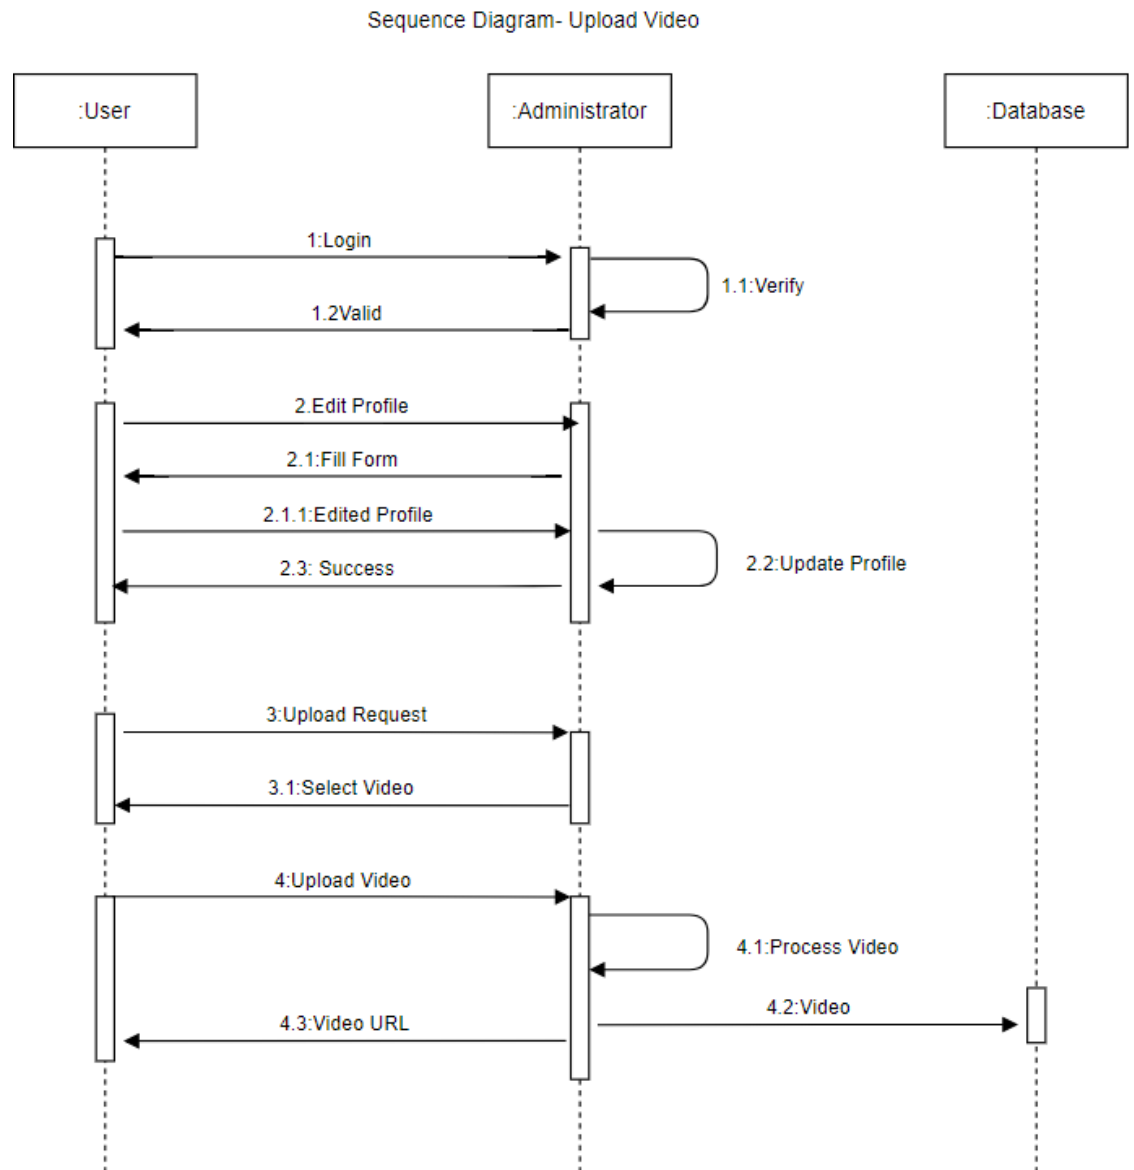 Sequence Diagram- Upload Video
:User
:Administrator
:Database
1:Login
1.1:Verify
1.2Valid
2.Edit Profile
2.1:Fill Form
2.1.1:Edited Profile
2.2:Update Profile
2.3: Success
3:Upload Request
3.1:Select Video
4:Upload Video
4.1:Process Video
4.2:Video
4.3:Video URL